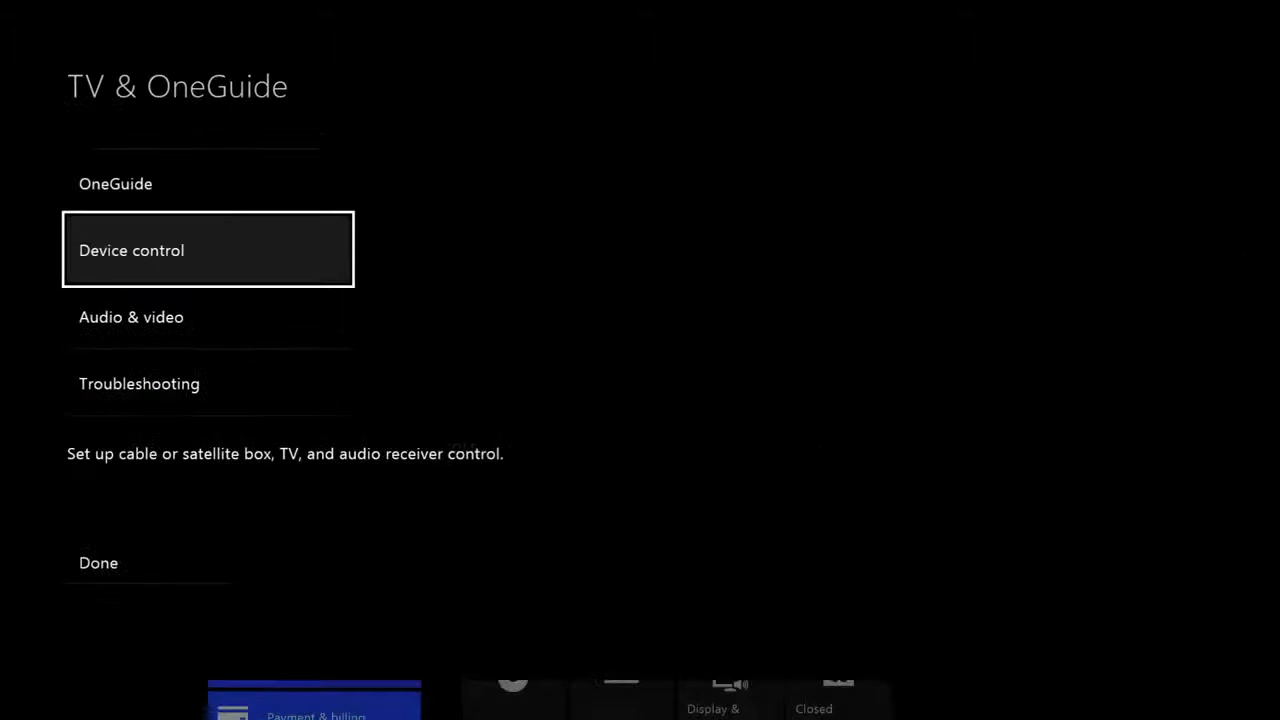 TV & OneGuide
OneGuide
Device control
Audio & video
Troubleshooting
Set up cable or satellite box, TV, and audio receiver control.
Done
Payment & billing
Display &
Closed